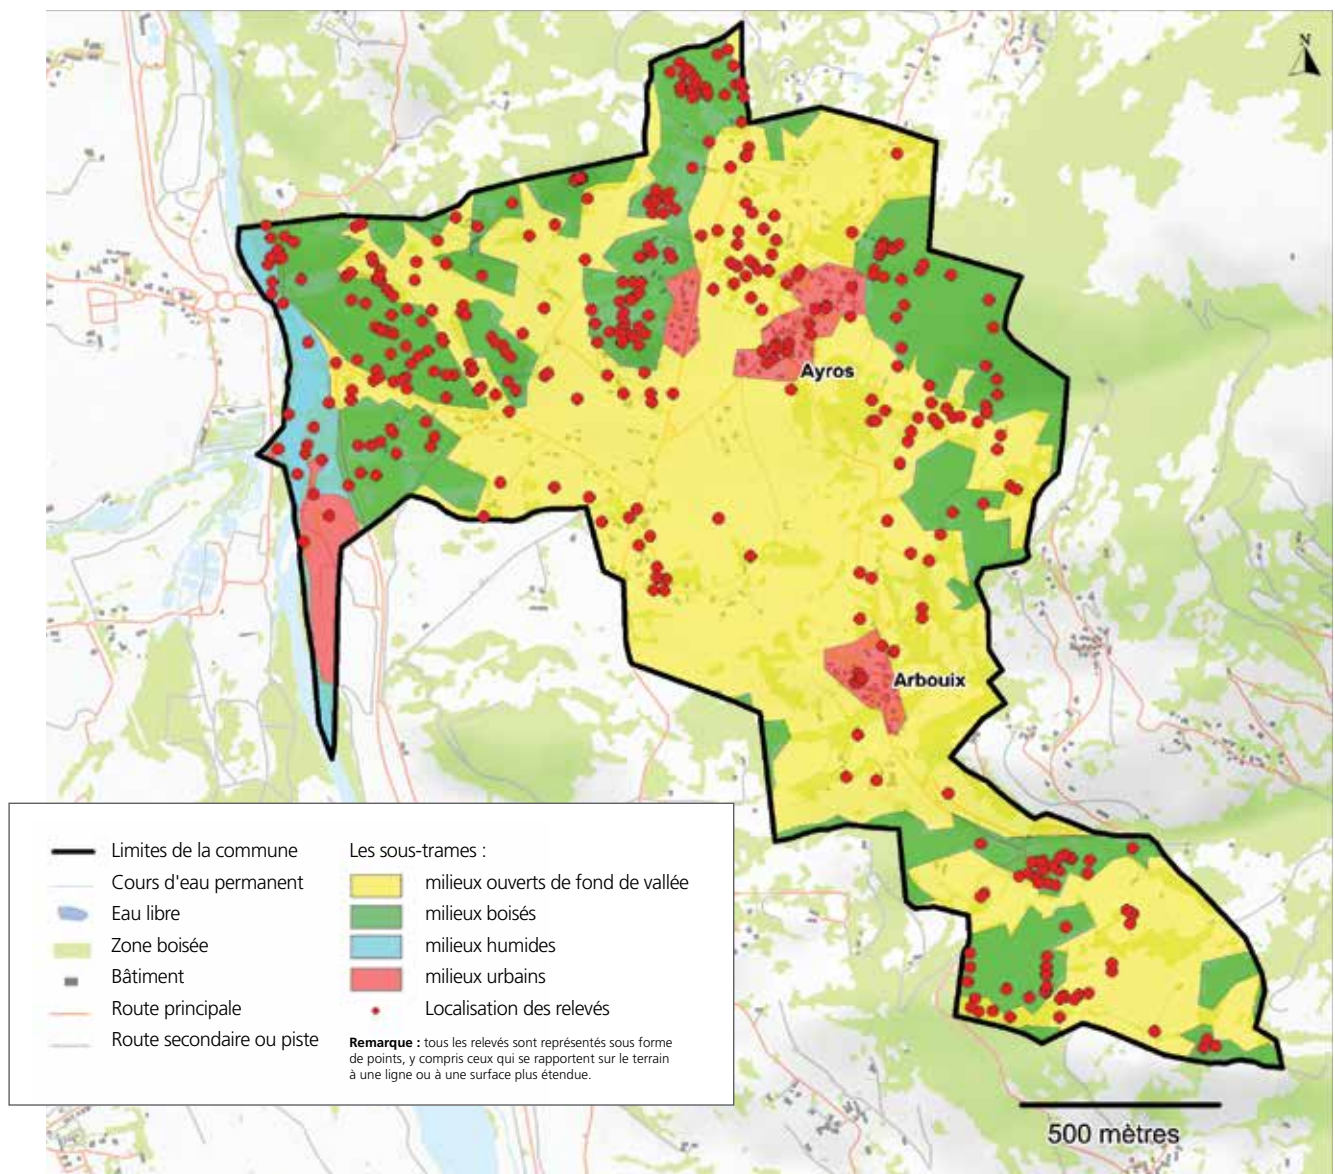 N
Ayros
Arbouix
Limites de la commune
Cours d'eau permanent
Eau libre
Zone boisée
Bâtiment
Route principale
Route secondaire ou piste
Les sous-trames :
milieux ouverts de fond de vallée
milieux boisés
milieux humides
milieux urbains
Localisation des relevés
Remarque : tous les relevés sont représentés sous forme
de points, y compris ceux qui se rapportent sur le terrain
à une ligne ou à une surface plus étendue.
500 mètres